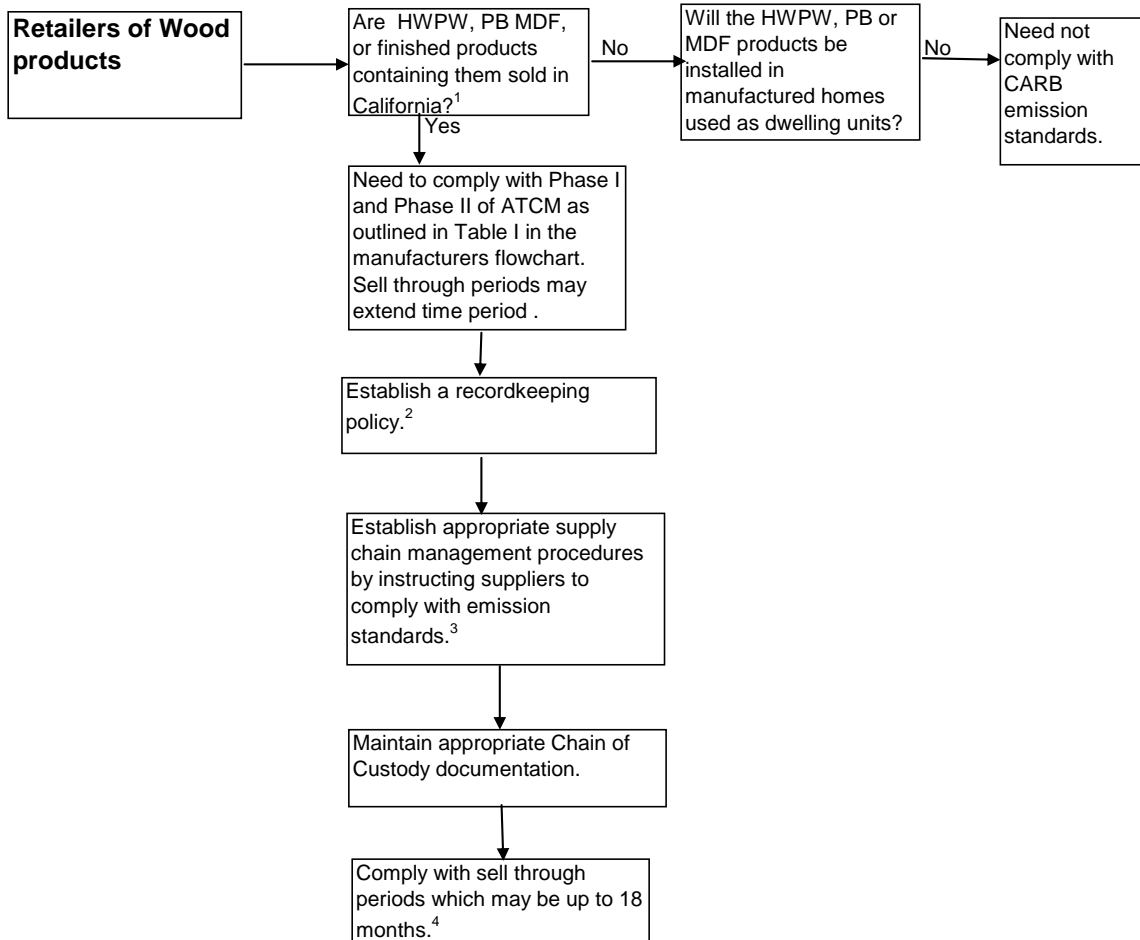 Retailers of Wood
products
Are HWPW, PB MDF,
or finished products
containing them sold in
California?¹
No
Will the HWPW, PB or
MDF products be
installed in
manufactured homes
used as dwelling units?
No
Need not
comply with
CARB
emission
standards.
Yes
Need to comply with Phase I
and Phase II of ATCM as
outlined in Table I in the
manufacturers flowchart.
Sell through periods may
extend time period .
Establish a recordkeeping
policy.²
Establish appropriate supply
chain management procedures
by instructing suppliers to
comply with emission
standards.³
Maintain appropriate Chain of
Custody documentation.
Comply with sell through
periods which may be up to 18
months.⁴